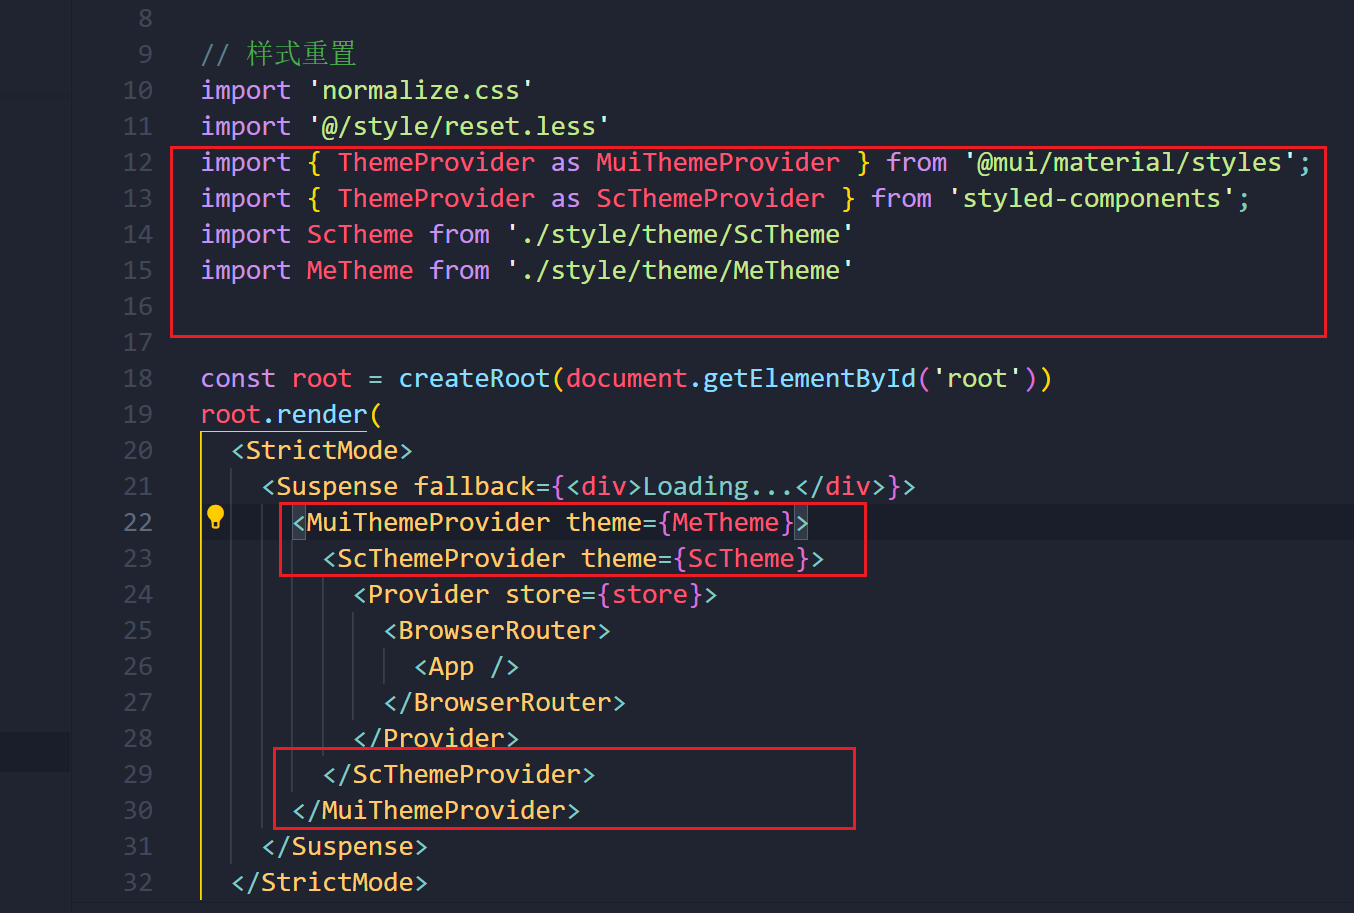 8
9 // 样式重置
10 import 'normalize.css'
11 import '@/style/reset.less'
12 import { ThemeProvider as MuiThemeProvider } from '@mui/material/styles';
13 import { ThemeProvider as ScThemeProvider } from 'styled-components';
14 import ScTheme from './style/theme/ScTheme'
15 import MeTheme from './style/theme/MeTheme'
16
17
18 const root = createRoot(document.getElementById('root'))
19 root.render(
20 <StrictMode>
21 <Suspense fallback={<div>Loading...</div>}>
22 <MuiThemeProvider theme={MeTheme}>
23 <ScThemeProvider theme={ScTheme}>
24 <Provider store={store}>
25 <BrowserRouter>
26 <App />
27 </BrowserRouter>
28 </Provider>
29 </ScThemeProvider>
30 </MuiThemeProvider>
31 </Suspense>
32 </StrictMode>